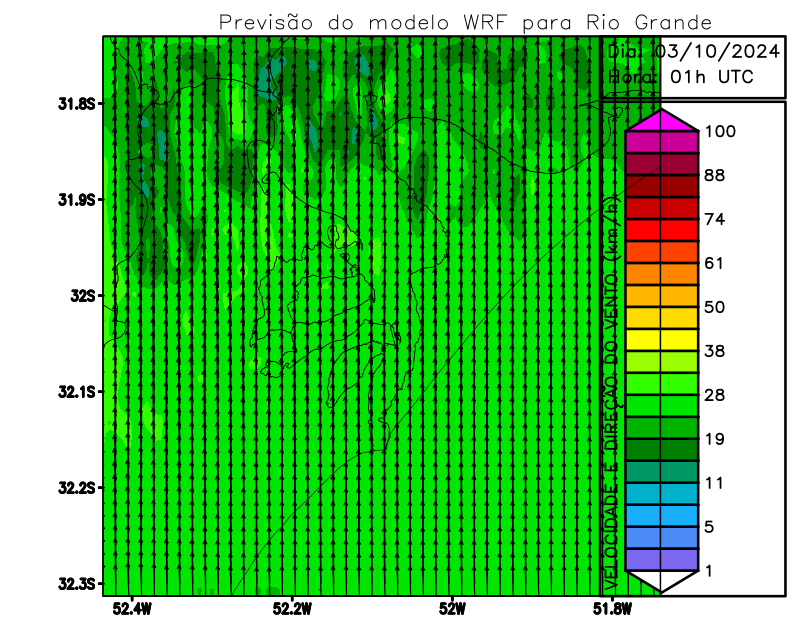 Previsão do modelo WRF para Rio Grande
Dia: 03/10/2024
Hora: 01h UTC
31.8S
31.9S
32S
32.1S
32.2S
32.3S
52.4W
52.2W
52W
51.8W
VELOCIDADE E DIREÇÃO DO VENTO (km/h)
100
88
74
61
50
38
28
19
11
5
1